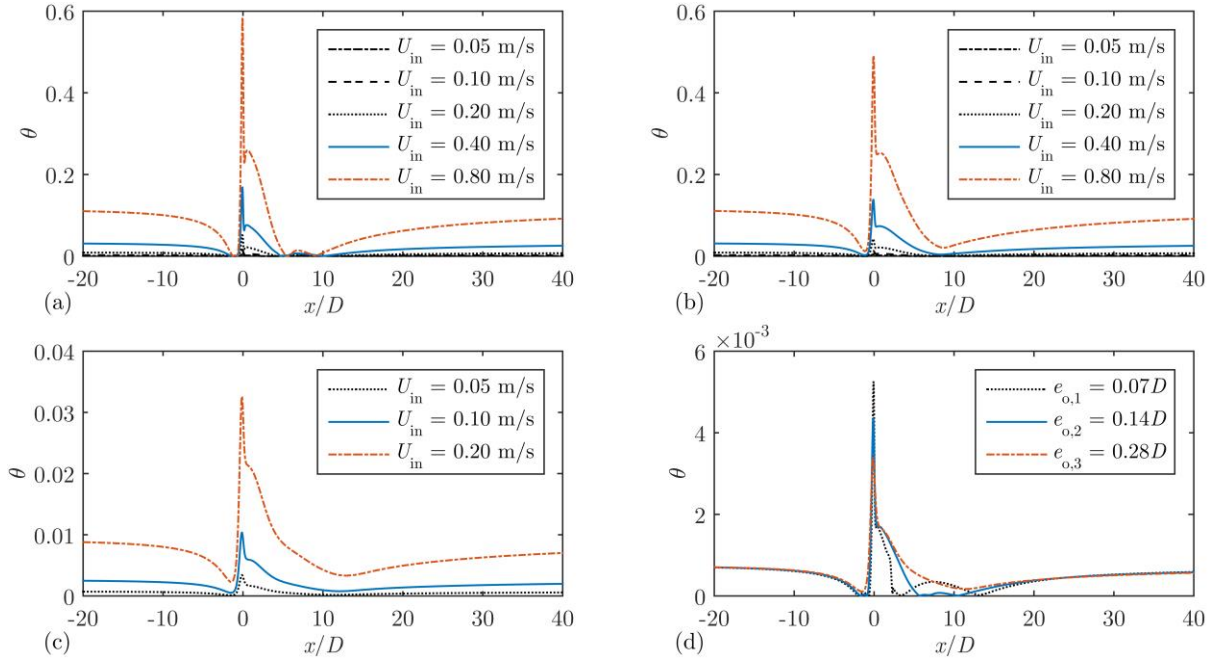 0.6
0.4
0.2
0
θ
-20 -10 0 10 20 30 40
x/D
(a)
U_in = 0.05 m/s
U_in = 0.10 m/s
U_in = 0.20 m/s
U_in = 0.40 m/s
U_in = 0.80 m/s
0.6
0.4
0.2
0
θ
-20 -10 0 10 20 30 40
x/D
(b)
U_in = 0.05 m/s
U_in = 0.10 m/s
U_in = 0.20 m/s
U_in = 0.40 m/s
U_in = 0.80 m/s
0.04
0.03
0.02
0.01
0
θ
-20 -10 0 10 20 30 40
x/D
(c)
U_in = 0.05 m/s
U_in = 0.10 m/s
U_in = 0.20 m/s
×10^-3
6
4
2
0
θ
-20 -10 0 10 20 30 40
x/D
(d)
e_o,1 = 0.07D
e_o,2 = 0.14D
e_o,3 = 0.28D